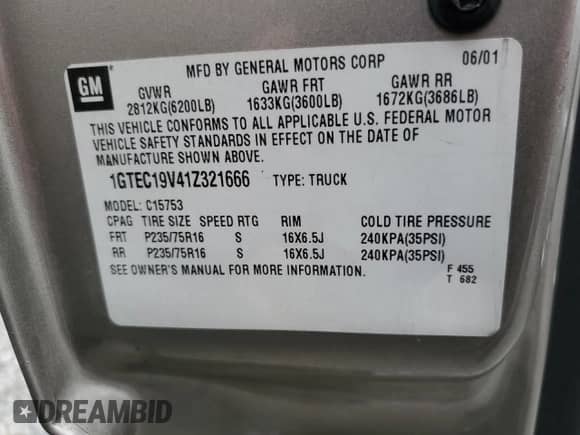 GM
MFD BY GENERAL MOTORS CORP 06/01
GVWR GAWR FRT GAWR RR
2812KG(6200LB) 1633KG(3600LB) 1672KG(3686LB)
THIS VEHICLE CONFORMS TO ALL APPLICABLE U.S. FEDERAL MOTOR
VEHICLE SAFETY STANDARDS IN EFFECT ON THE DATE OF
MANUFACTURE SHOWN ABOVE.
1GTEC19V41Z321666 TYPE: TRUCK
MODEL: C15753
CPAG TIRE SIZE SPEED RTG RIM COLD TIRE PRESSURE
FRT P235/75R16 S 16X6.5J 240KPA(35PSI)
RR P235/75R16 S 16X6.5J 240KPA(35PSI)
SEE OWNER'S MANUAL FOR MORE INFORMATION.
F 455
T 682
DREAMBID